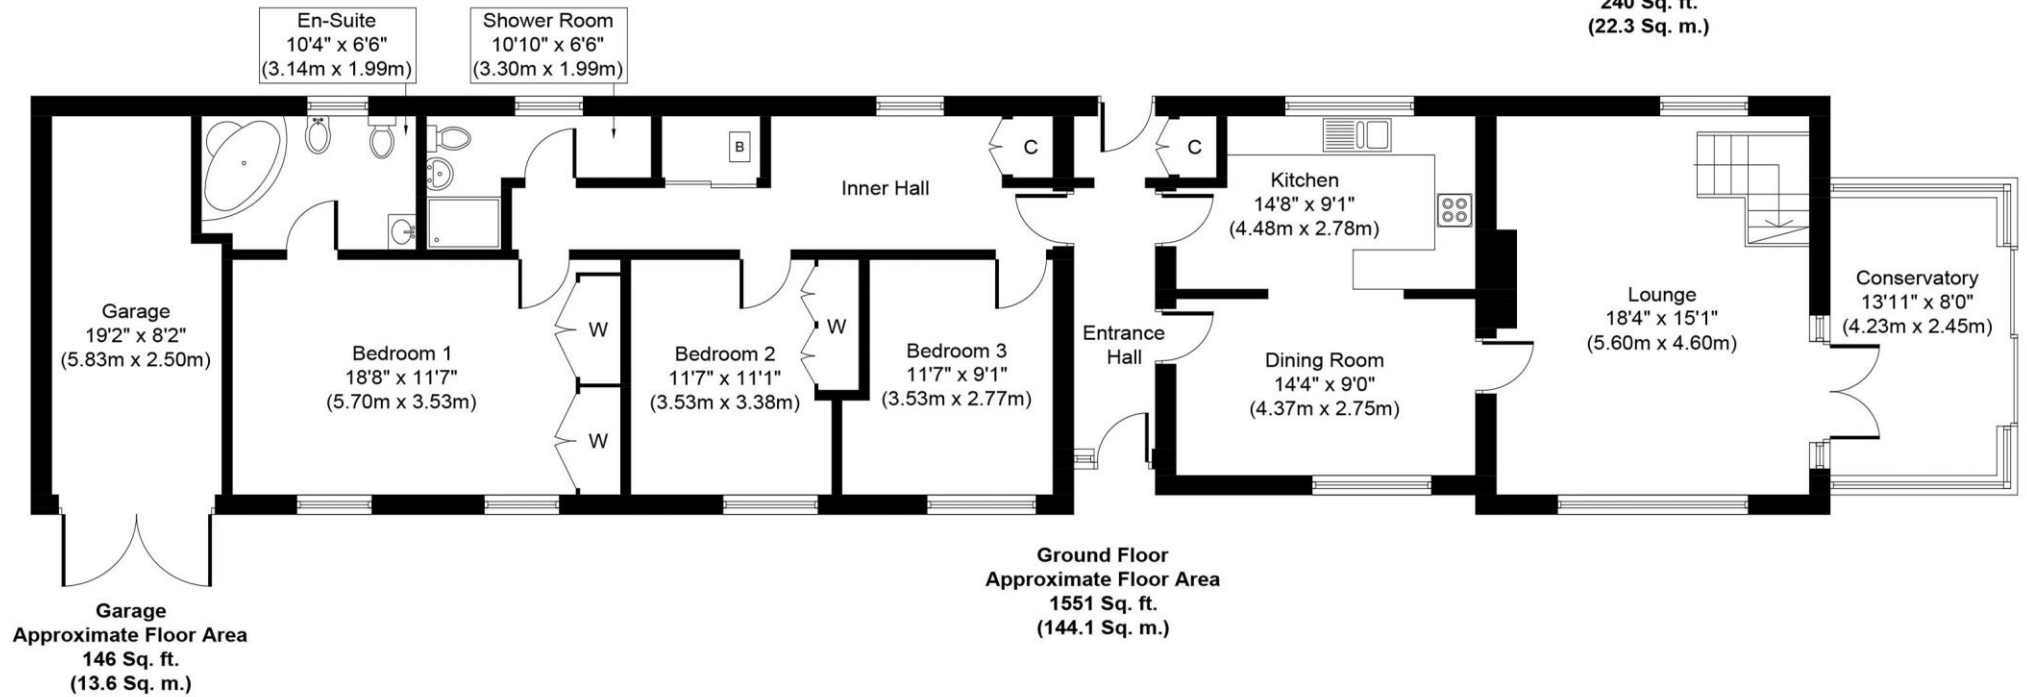 240 Sq. ft.
(22.3 Sq. m.)
En-Suite
10'4" x 6'6"
(3.14m x 1.99m)
Shower Room
10'10" x 6'6"
(3.30m x 1.99m)
B
C
C
Inner Hall
Kitchen
14'8" x 9'1"
(4.48m x 2.78m)
Garage
19'2" x 8'2"
(5.83m x 2.50m)
Bedroom 1
18'8" x 11'7"
(5.70m x 3.53m)
W
W
Bedroom 2
11'7" x 11'1"
(3.53m x 3.38m)
W
Bedroom 3
11'7" x 9'1"
(3.53m x 2.77m)
Entrance
Hall
Dining Room
14'4" x 9'0"
(4.37m x 2.75m)
Lounge
18'4" x 15'1"
(5.60m x 4.60m)
Conservatory
13'11" x 8'0"
(4.23m x 2.45m)
Ground Floor
Approximate Floor Area
1551 Sq. ft.
(144.1 Sq. m.)
Garage
Approximate Floor Area
146 Sq. ft.
(13.6 Sq. m.)